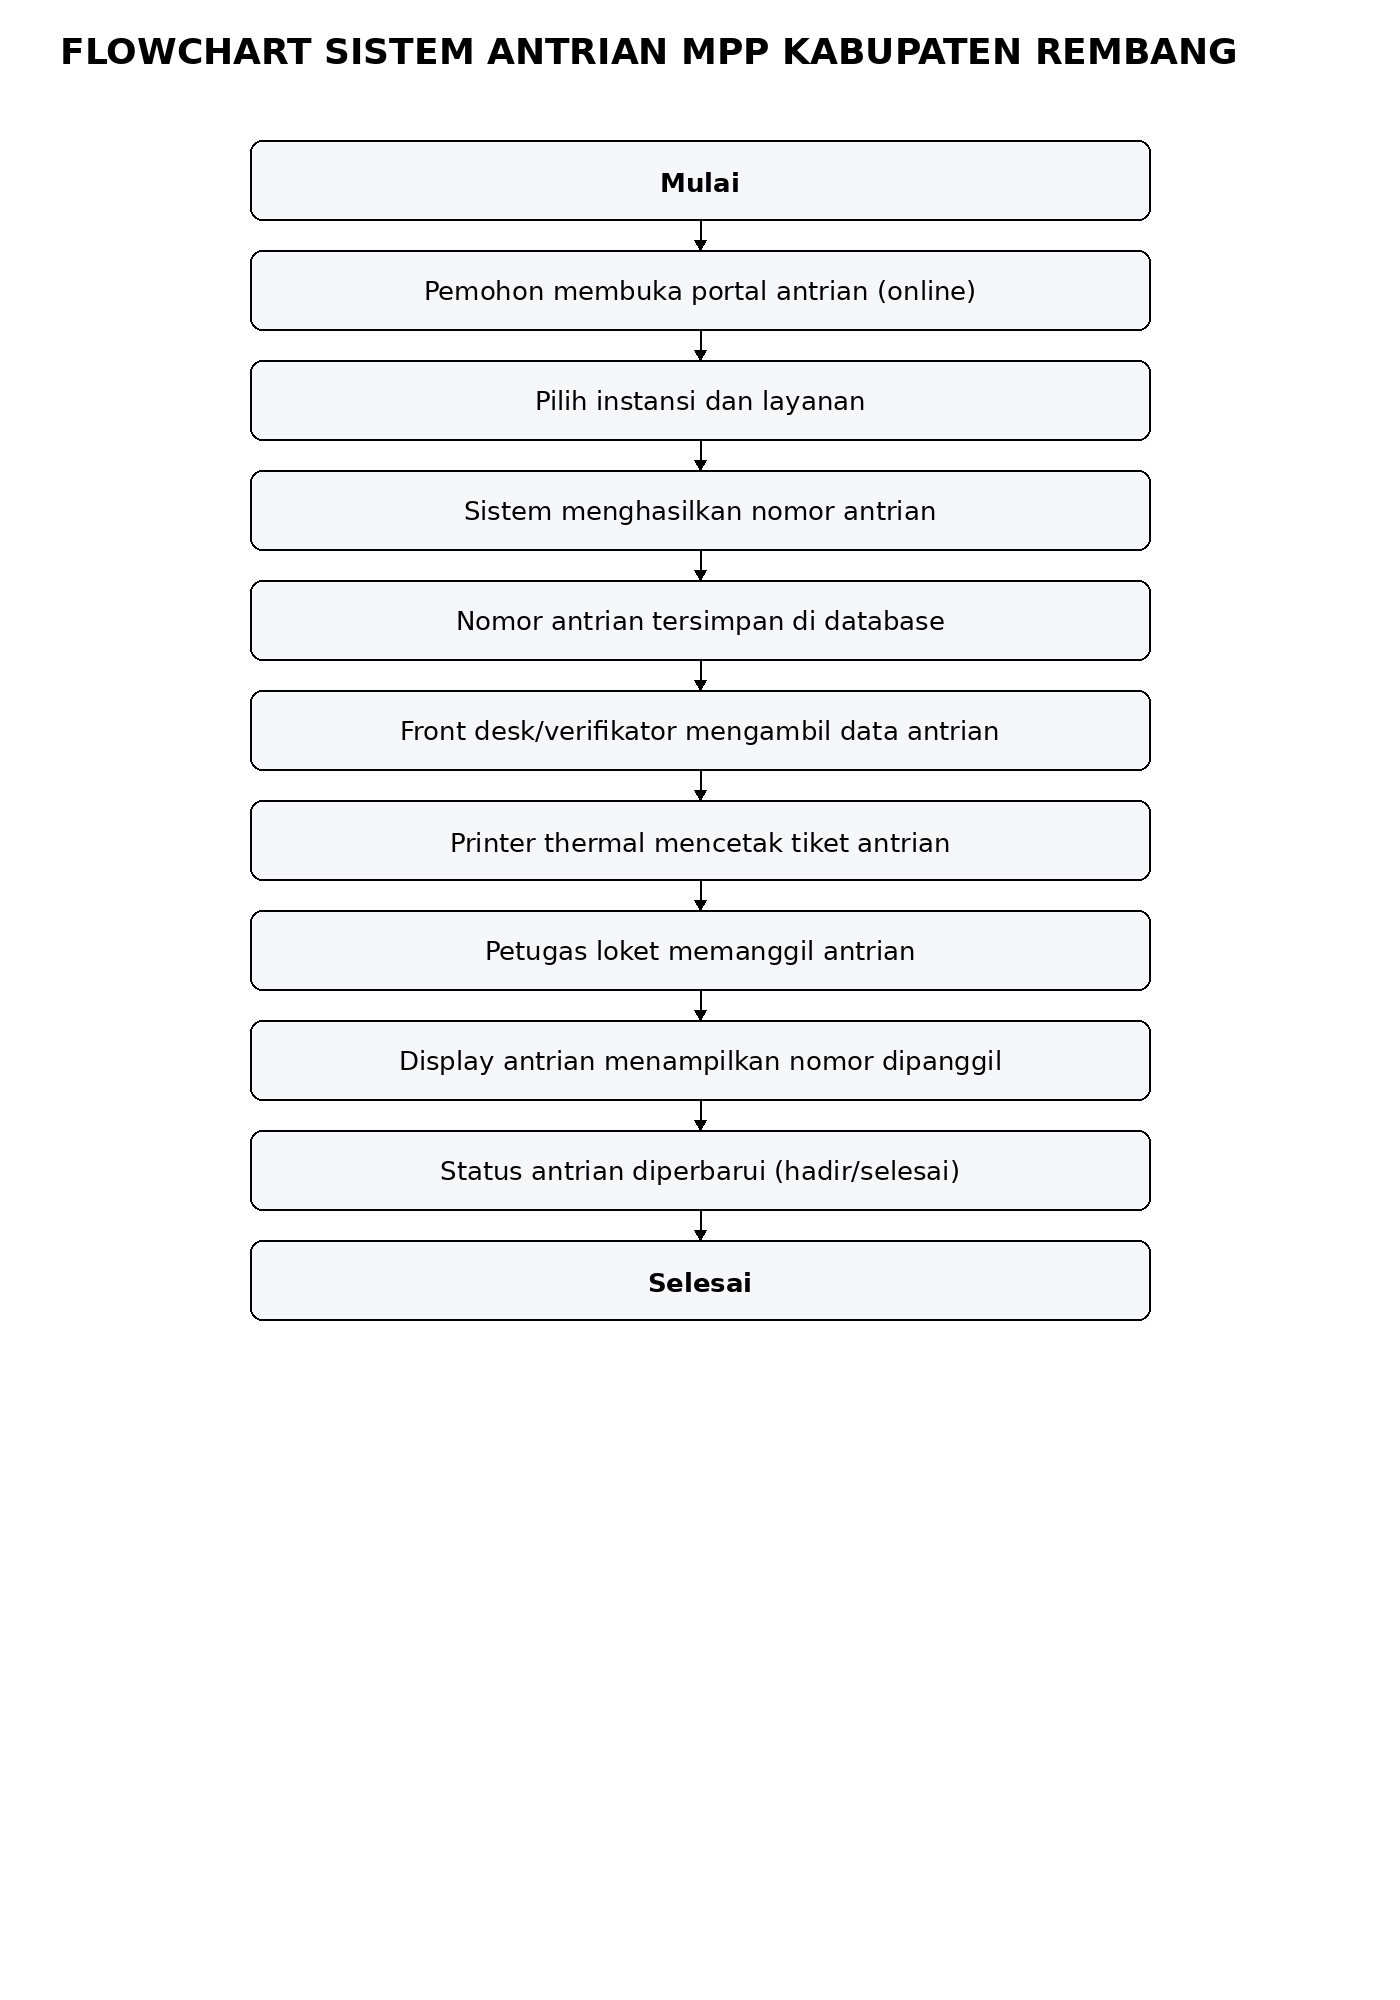 FLOWCHART SISTEM ANTRIAN MPP KABUPATEN REMBANG
Mulai
Pemohon membuka portal antrian (online)
Pilih instansi dan layanan
Sistem menghasilkan nomor antrian
Nomor antrian tersimpan di database
Front desk/verifikator mengambil data antrian
Printer thermal mencetak tiket antrian
Petugas loket memanggil antrian
Display antrian menampilkan nomor dipanggil
Status antrian diperbarui (hadir/selesai)
Selesai